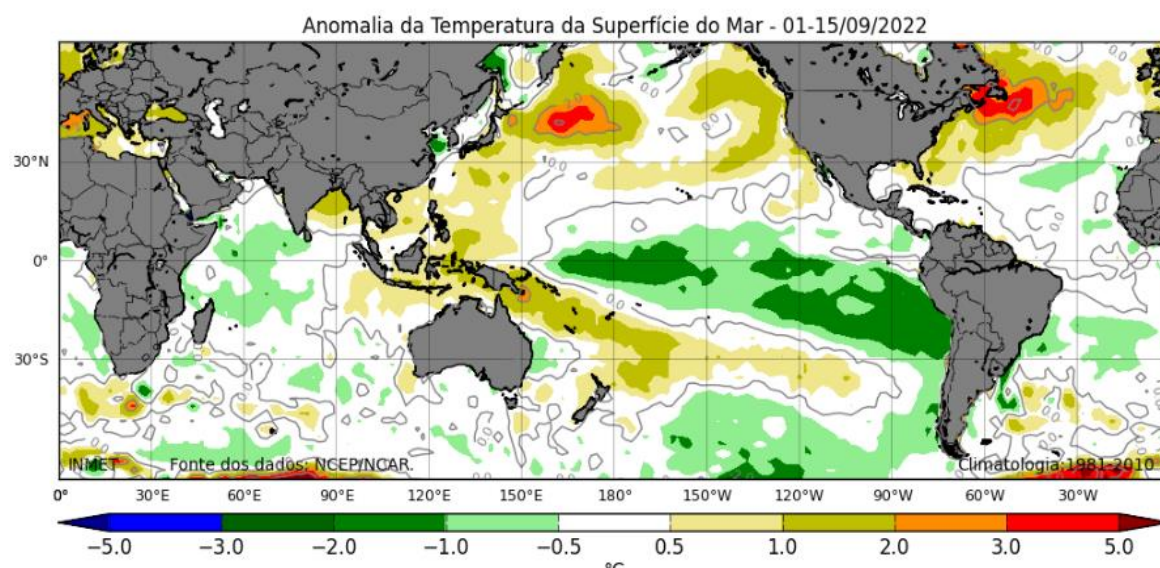 Anomalia da Temperatura da Superfície do Mar - 01-15/09/2022
30°N
0°
30°S
INMET Fonte dos dados: NCEP/NCAR. Climatologia:1981-2010
0° 30°E 60°E 90°E 120°E 150°E 180° 150°W 120°W 90°W 60°W 30°W
−5.0 −3.0 −2.0 −1.0 −0.5 0.5 1.0 2.0 3.0 5.0
°C